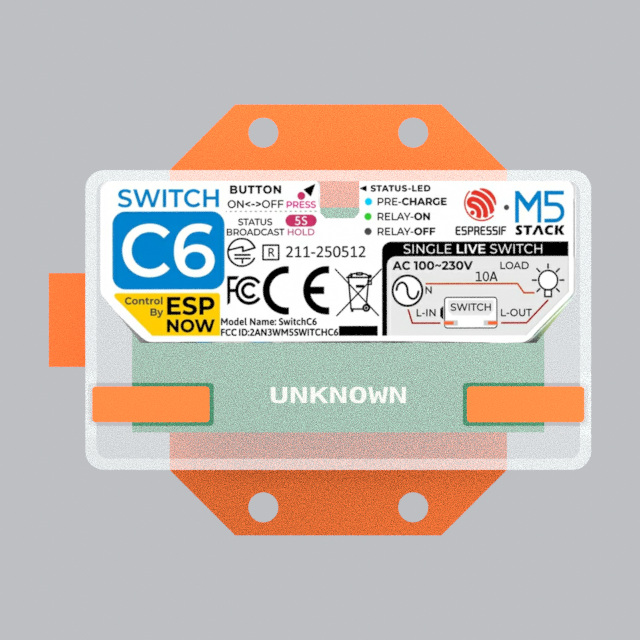 SWITCH
C6
Control
By
ESP
NOW
BUTTON
ON<->OFF PRESS
STATUS
BROADCAST
5S
HOLD
R 211-250512
FC CE
Model Name: SwitchC6
FCC ID:2AN3WM5SWITCHC6
◄ STATUS-LED
PRE-CHARGE
RELAY-ON
RELAY-OFF
ESPRESSIF
M5
STACK
SINGLE LIVE SWITCH
AC 100~230V
LOAD
10A
N
L-IN
SWITCH
L-OUT
UNKNOWN